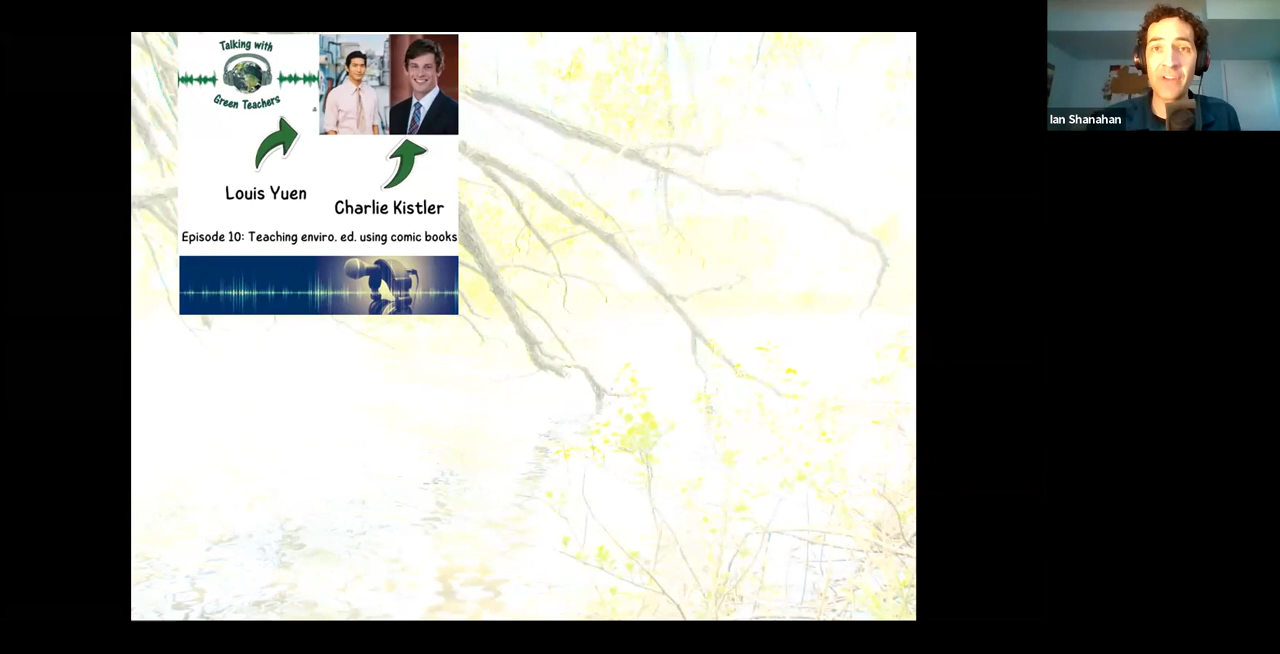 Talking with
Green Teachers
Louis Yuen
Charlie Kistler
Episode 10: Teaching enviro. ed. using comic books
Ian Shanahan